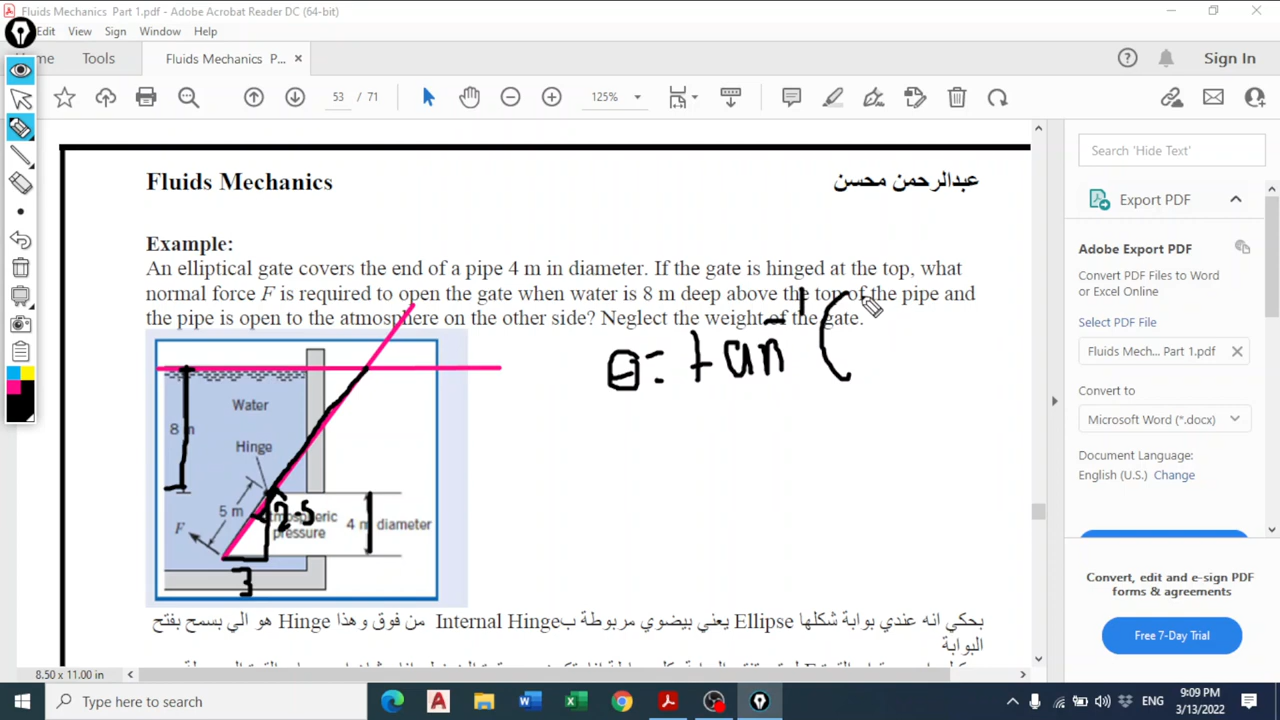 Fluids Mechanics Part 1.pdf - Adobe Acrobat Reader DC (64-bit)
Edit View Sign Window Help
Tools
Fluids Mechanics P... ×
Sign In
53 / 71
125%
Fluids Mechanics
عبدالرحمن محسن
Example:
An elliptical gate covers the end of a pipe 4 m in diameter. If the gate is hinged at the top, what
normal force F is required to open the gate when water is 8 m deep above the top of the pipe and
the pipe is open to the atmosphere on the other side? Neglect the weight of the gate.
θ = tan⁻¹ (
Water
8 m
Hinge
5 m
2.5
pressure
4 m diameter
F
3
بحكي انه عندي بوابة شكلها Ellipse يعني بيضوي مربوطة بInternal Hinge من فوق وهذا Hinge هو الي بسمح بفتح
البوابة
8.50 x 11.00 in
Search 'Hide Text'
Export PDF
Adobe Export PDF
Convert PDF Files to Word
or Excel Online
Select PDF File
Fluids Mech... Part 1.pdf
Convert to
Microsoft Word (*.docx)
Document Language:
English (U.S.) Change
Convert, edit and e-sign PDF
forms & agreements
Free 7-Day Trial
Type here to search
ENG
9:09 PM
3/13/2022